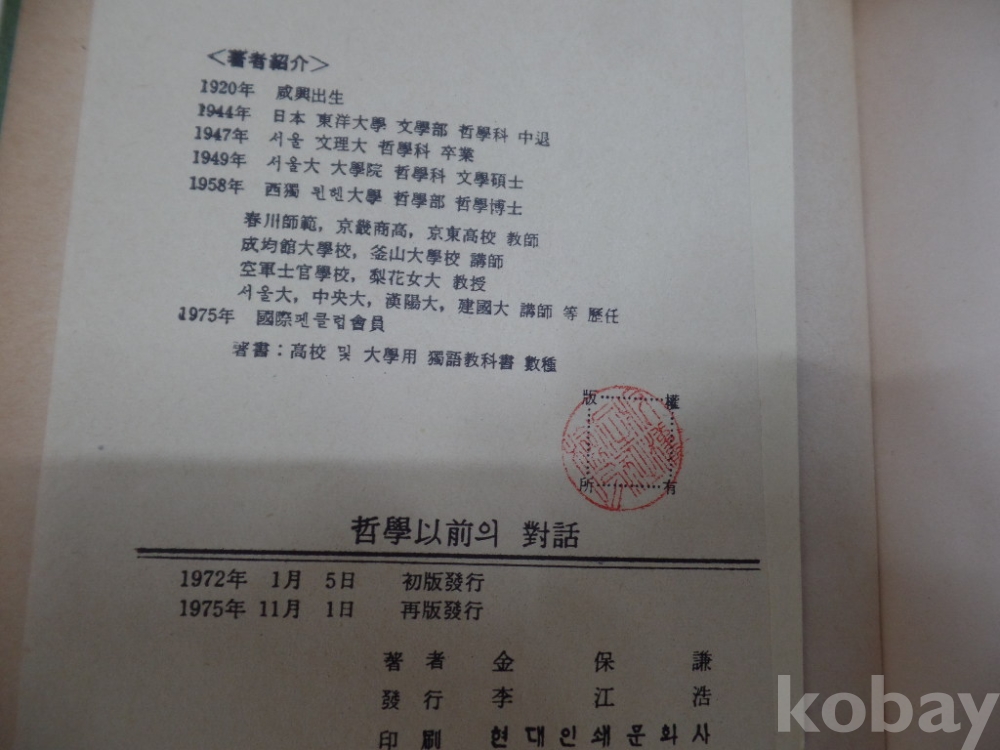 <著者紹介>
1920年 咸興出生
1944年 日本 東洋大學 文學部 哲學科 中退
1947年 서울 文理大 哲學科 卒業
1949年 서울大 大學院 哲學科 文學碩士
1958年 西獨 뮌헨大學 哲學部 哲學博士
春川師範, 京畿商高, 京東高校 教師
成均館大學校, 釜山大學校 講師
空軍士官學校, 梨花女大 教授
서울大, 中央大, 漢陽大, 建國大 講師 等 歷任
1975年 國際펜클럽會員
著書: 高校 및 大學用 獨語教科書 數種
版 權
所 有
哲學以前의 對話
1972年 1月 5日 初版發行
1975年 11月 1日 再版發行
著者 金保謙
發行 李江浩
印刷 현대인쇄문화사
kobay